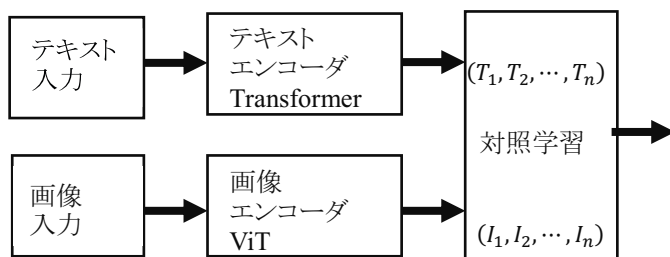 テキスト
入力
テキスト
エンコーダ
Transformer
(T₁, T₂, ⋯, Tₙ)
対照学習
画像
入力
画像
エンコーダ
ViT
(I₁, I₂, ⋯, Iₙ)